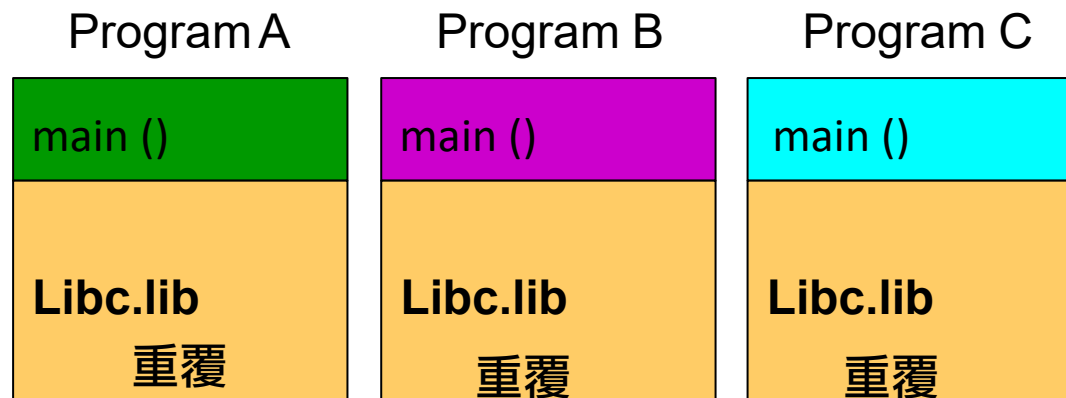 Program A
Program B
Program C
main ()
main ()
main ()
Libc.lib
Libc.lib
Libc.lib
重覆
重覆
重覆